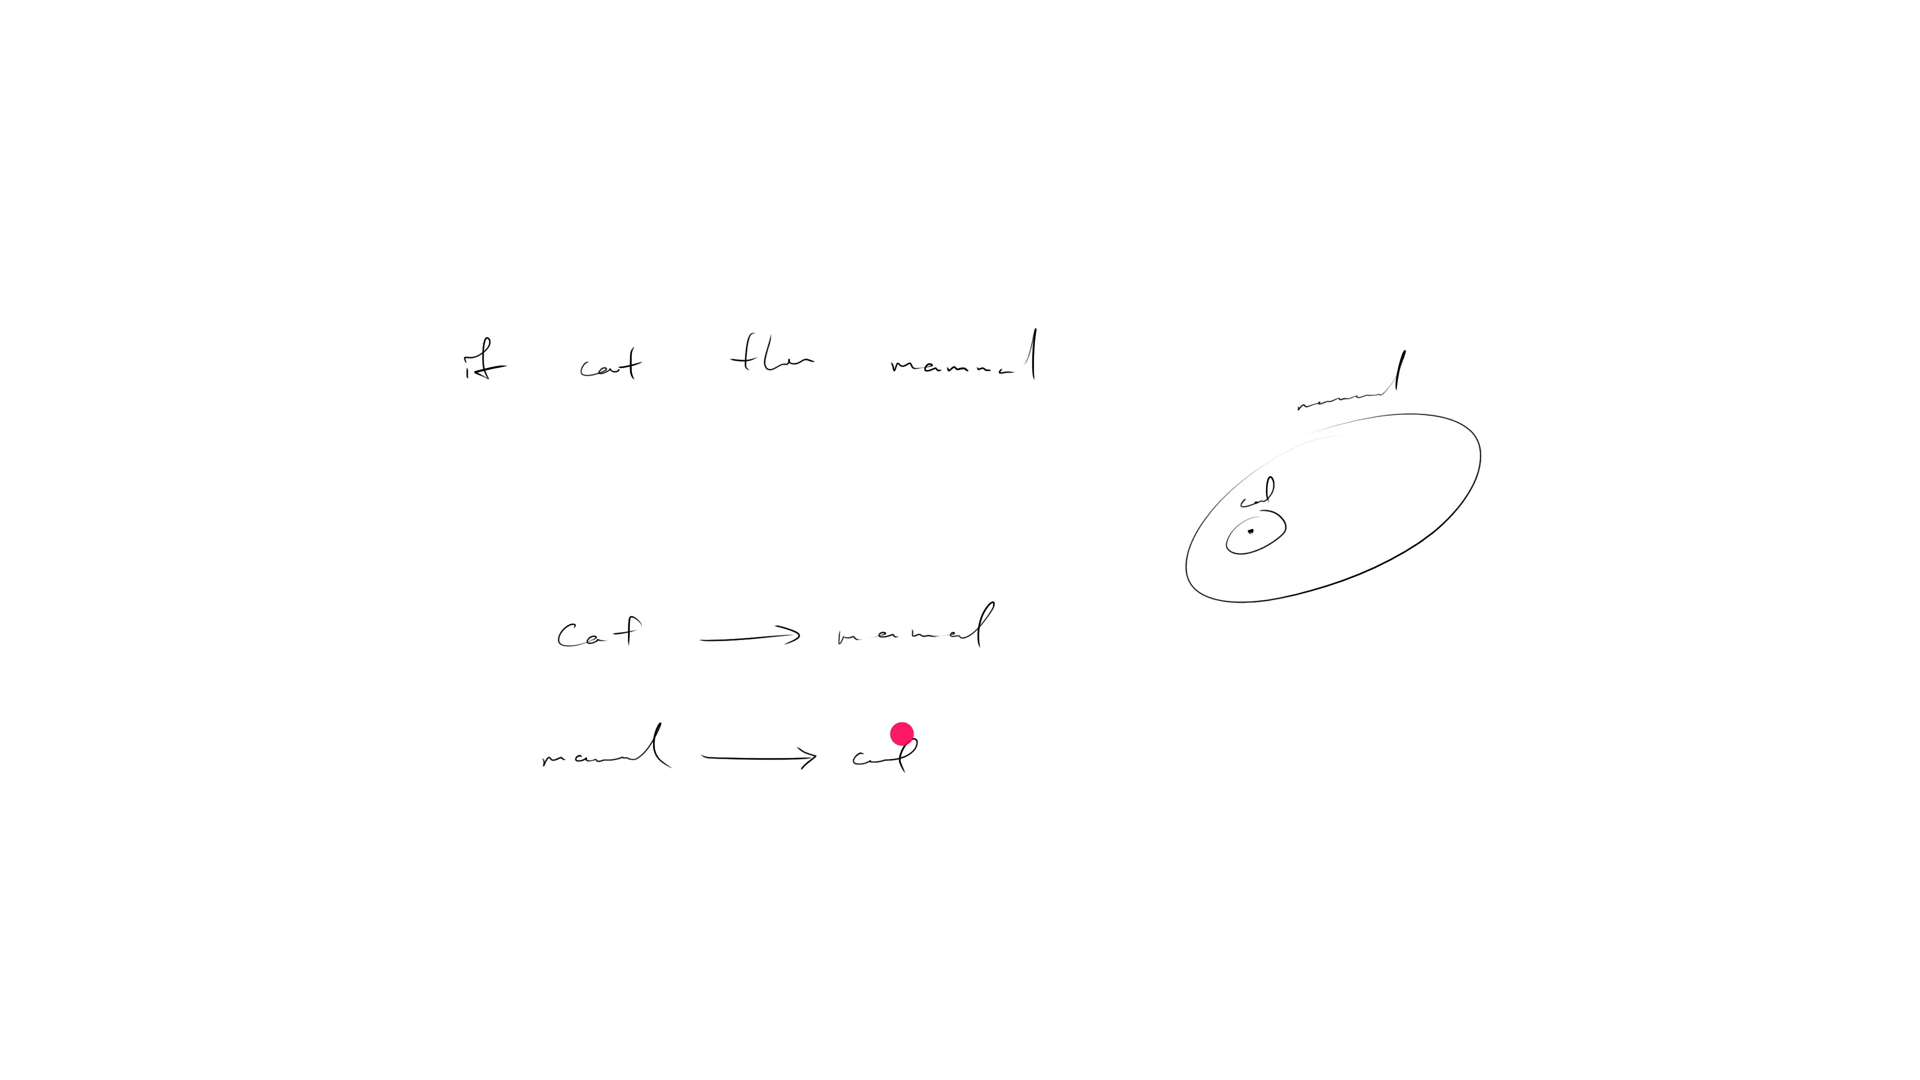 if cat then mammal
mammal
cat
cat → mammal
mammal → cat